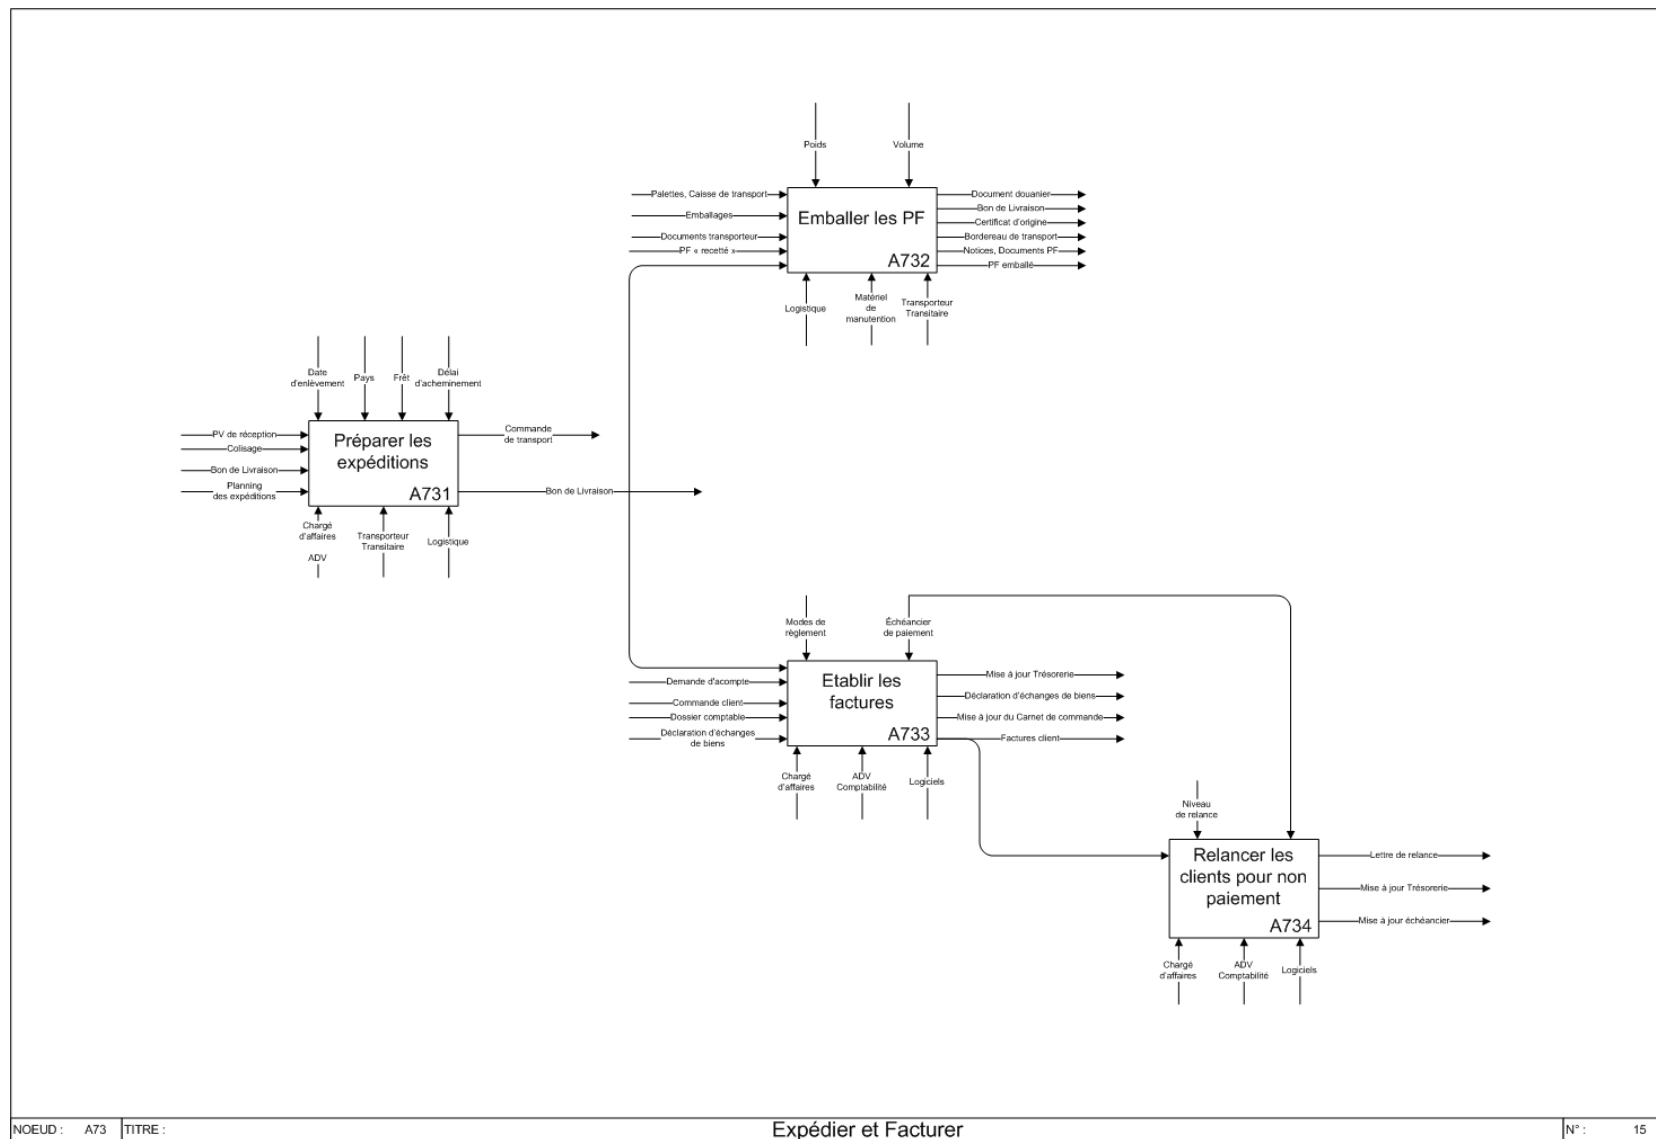 Poids
Volume
Palettes, Caisse de transport
Emballages
Documents transporteur
PF « recetté »
Emballer les PF
A732
Document douanier
Bon de Livraison
Certificat d'origine
Bordereau de transport
Notices, Documents PF
PF emballé
Logistique
Matériel
de
manutention
Transporteur
Transitaire
Date
d'enlèvement
Pays
Frêt
Délai
d'acheminement
PV de réception
Colisage
Bon de Livraison
Planning
des expéditions
Préparer les
expéditions
A731
Commande
de transport
Bon de Livraison
Chargé
d'affaires
ADV
Transporteur
Transitaire
Logistique
Modes de
règlement
Échéancier
de paiement
Demande d'acompte
Commande client
Dossier comptable
Déclaration d'échanges
de biens
Etablir les
factures
A733
Mise à jour Trésorerie
Déclaration d'échanges de biens
Mise à jour du Carnet de commande
Factures client
Chargé
d'affaires
ADV
Comptabilité
Logiciels
Niveau
de relance
Relancer les
clients pour non
paiement
A734
Lettre de relance
Mise à jour Trésorerie
Mise à jour échéancier
Chargé
d'affaires
ADV
Comptabilité
Logiciels
NOEUD : A73 TITRE : Expédier et Facturer N° : 15